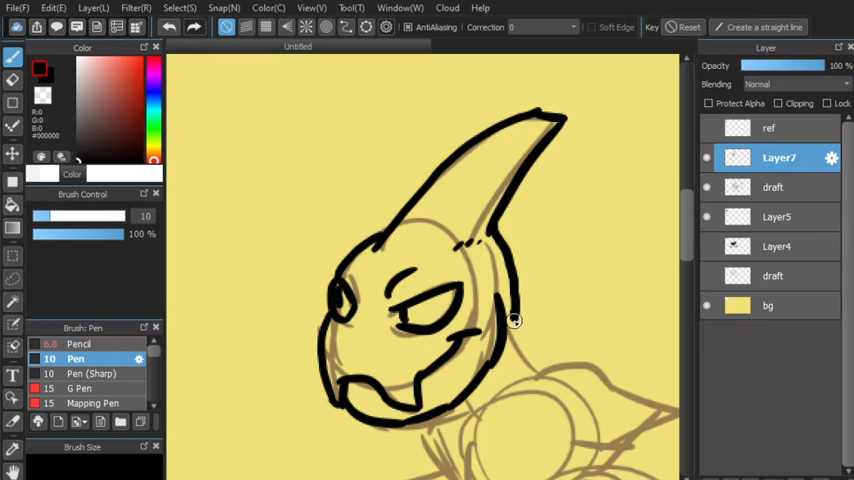 File(F) Edit(E) Layer(L) Filter(R) Select(S) Snap(N) Color(C) View(V) Tool(T) Window(W) Cloud Help
AntiAliasing Correction 0 Soft Edge Key Reset Create a straight line
Color Untitled Layer
Opacity 100 %
Blending Normal
Protect Alpha Clipping Lock
R:0
G:0
B:0
#000000
Color
Brush Control
10
100 %
ref
Layer7
draft
Layer5
Layer4
draft
bg
Brush: Pen
6.0 Pencil
10 Pen
10 Pen (Sharp)
15 G Pen
15 Mapping Pen
Brush Size